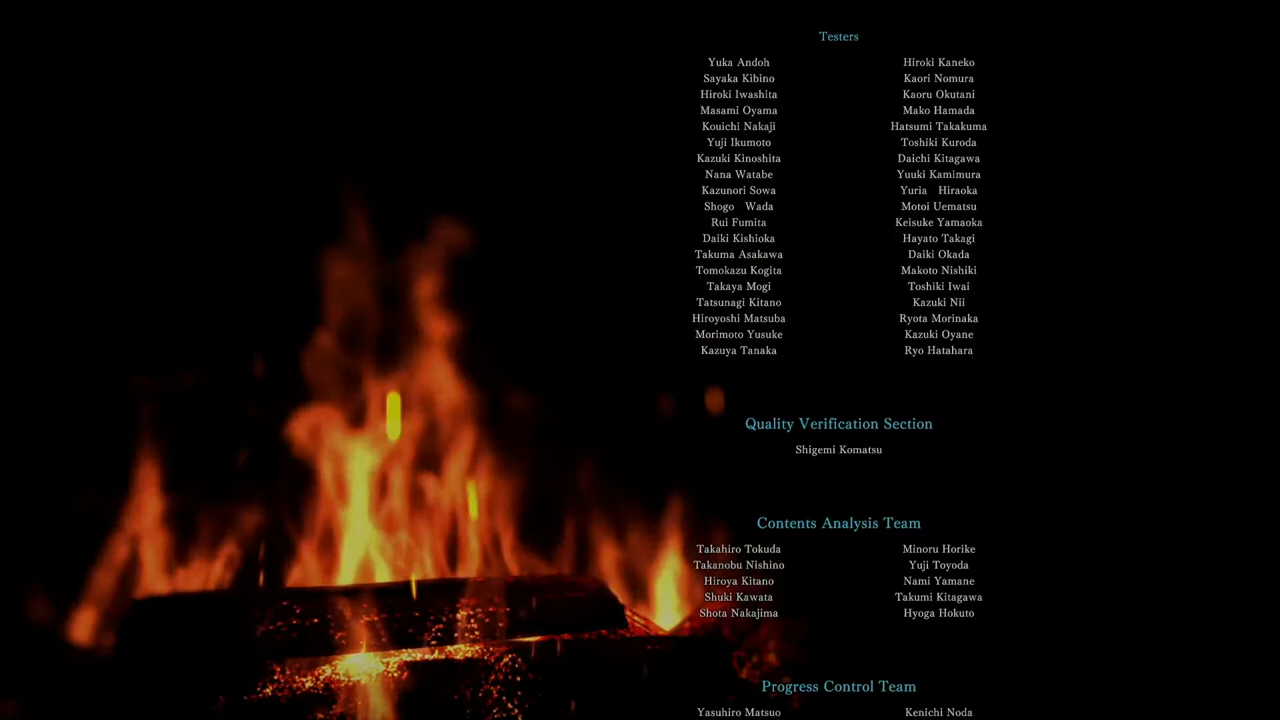 Testers
Yuka Andoh Hiroki Kaneko
Sayaka Kibino Kaori Nomura
Hiroki Iwashita Kaoru Okutani
Masami Oyama Mako Hamada
Kouichi Nakaji Hatsumi Takakuma
Yuji Ikumoto Toshiki Kuroda
Kazuki Kinoshita Daichi Kitagawa
Nana Watabe Yuuki Kamimura
Kazunori Sowa Yuria Hiraoka
Shogo Wada Motoi Uematsu
Rui Fumita Keisuke Yamaoka
Daiki Kishioka Hayato Takagi
Takuma Asakawa Daiki Okada
Tomokazu Kogita Makoto Nishiki
Takaya Mogi Toshiki Iwai
Tatsunagi Kitano Kazuki Nii
Hiroyoshi Matsuba Ryota Morinaka
Morimoto Yusuke Kazuki Oyane
Kazuya Tanaka Ryo Hatahara
Quality Verification Section
Shigemi Komatsu
Contents Analysis Team
Takahiro Tokuda Minoru Horike
Takanobu Nishino Yuji Toyoda
Hiroya Kitano Nami Yamane
Shuki Kawata Takumi Kitagawa
Shota Nakajima Hyoga Hokuto
Progress Control Team
Yasuhiro Matsuo Kenichi Noda